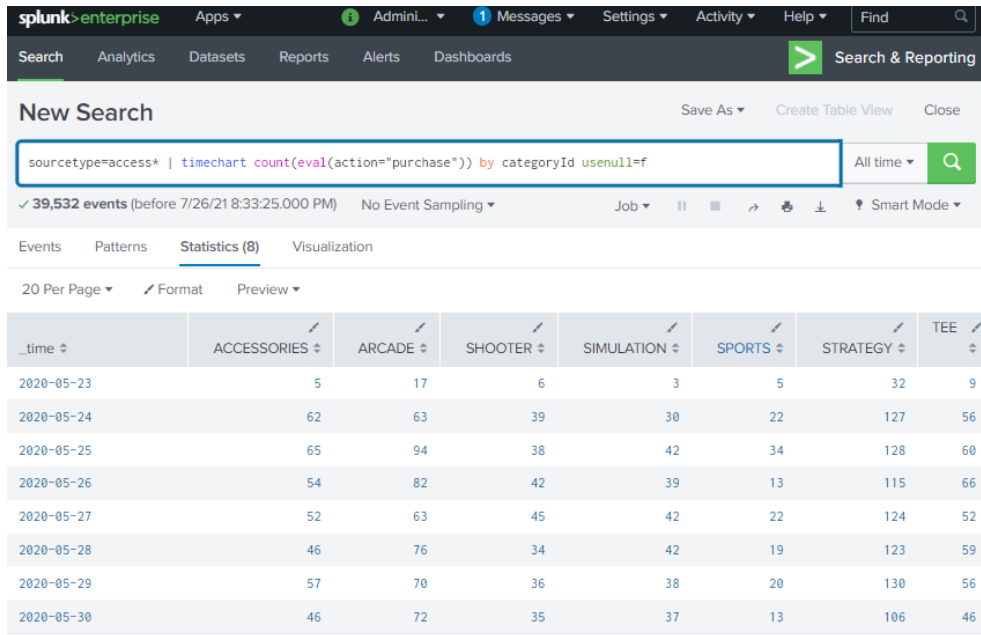 splunk>enterprise Apps Admini... 1 Messages Settings Activity Help Find
Search Analytics Datasets Reports Alerts Dashboards Search & Reporting
New Search Save As Create Table View Close
sourcetype=access* | timechart count(eval(action="purchase")) by categoryId usenull=f All time
39,532 events (before 7/26/21 8:33:25.000 PM) No Event Sampling Job Smart Mode
Events Patterns Statistics (8) Visualization
20 Per Page Format Preview
_time ACCESSORIES ARCADE SHOOTER SIMULATION SPORTS STRATEGY TEE
2020-05-23 5 17 6 3 5 32 9
2020-05-24 62 63 39 30 22 127 56
2020-05-25 65 94 38 42 34 128 60
2020-05-26 54 82 42 39 13 115 66
2020-05-27 52 63 45 42 22 124 52
2020-05-28 46 76 34 42 19 123 59
2020-05-29 57 70 36 38 20 130 56
2020-05-30 46 72 35 37 13 106 46